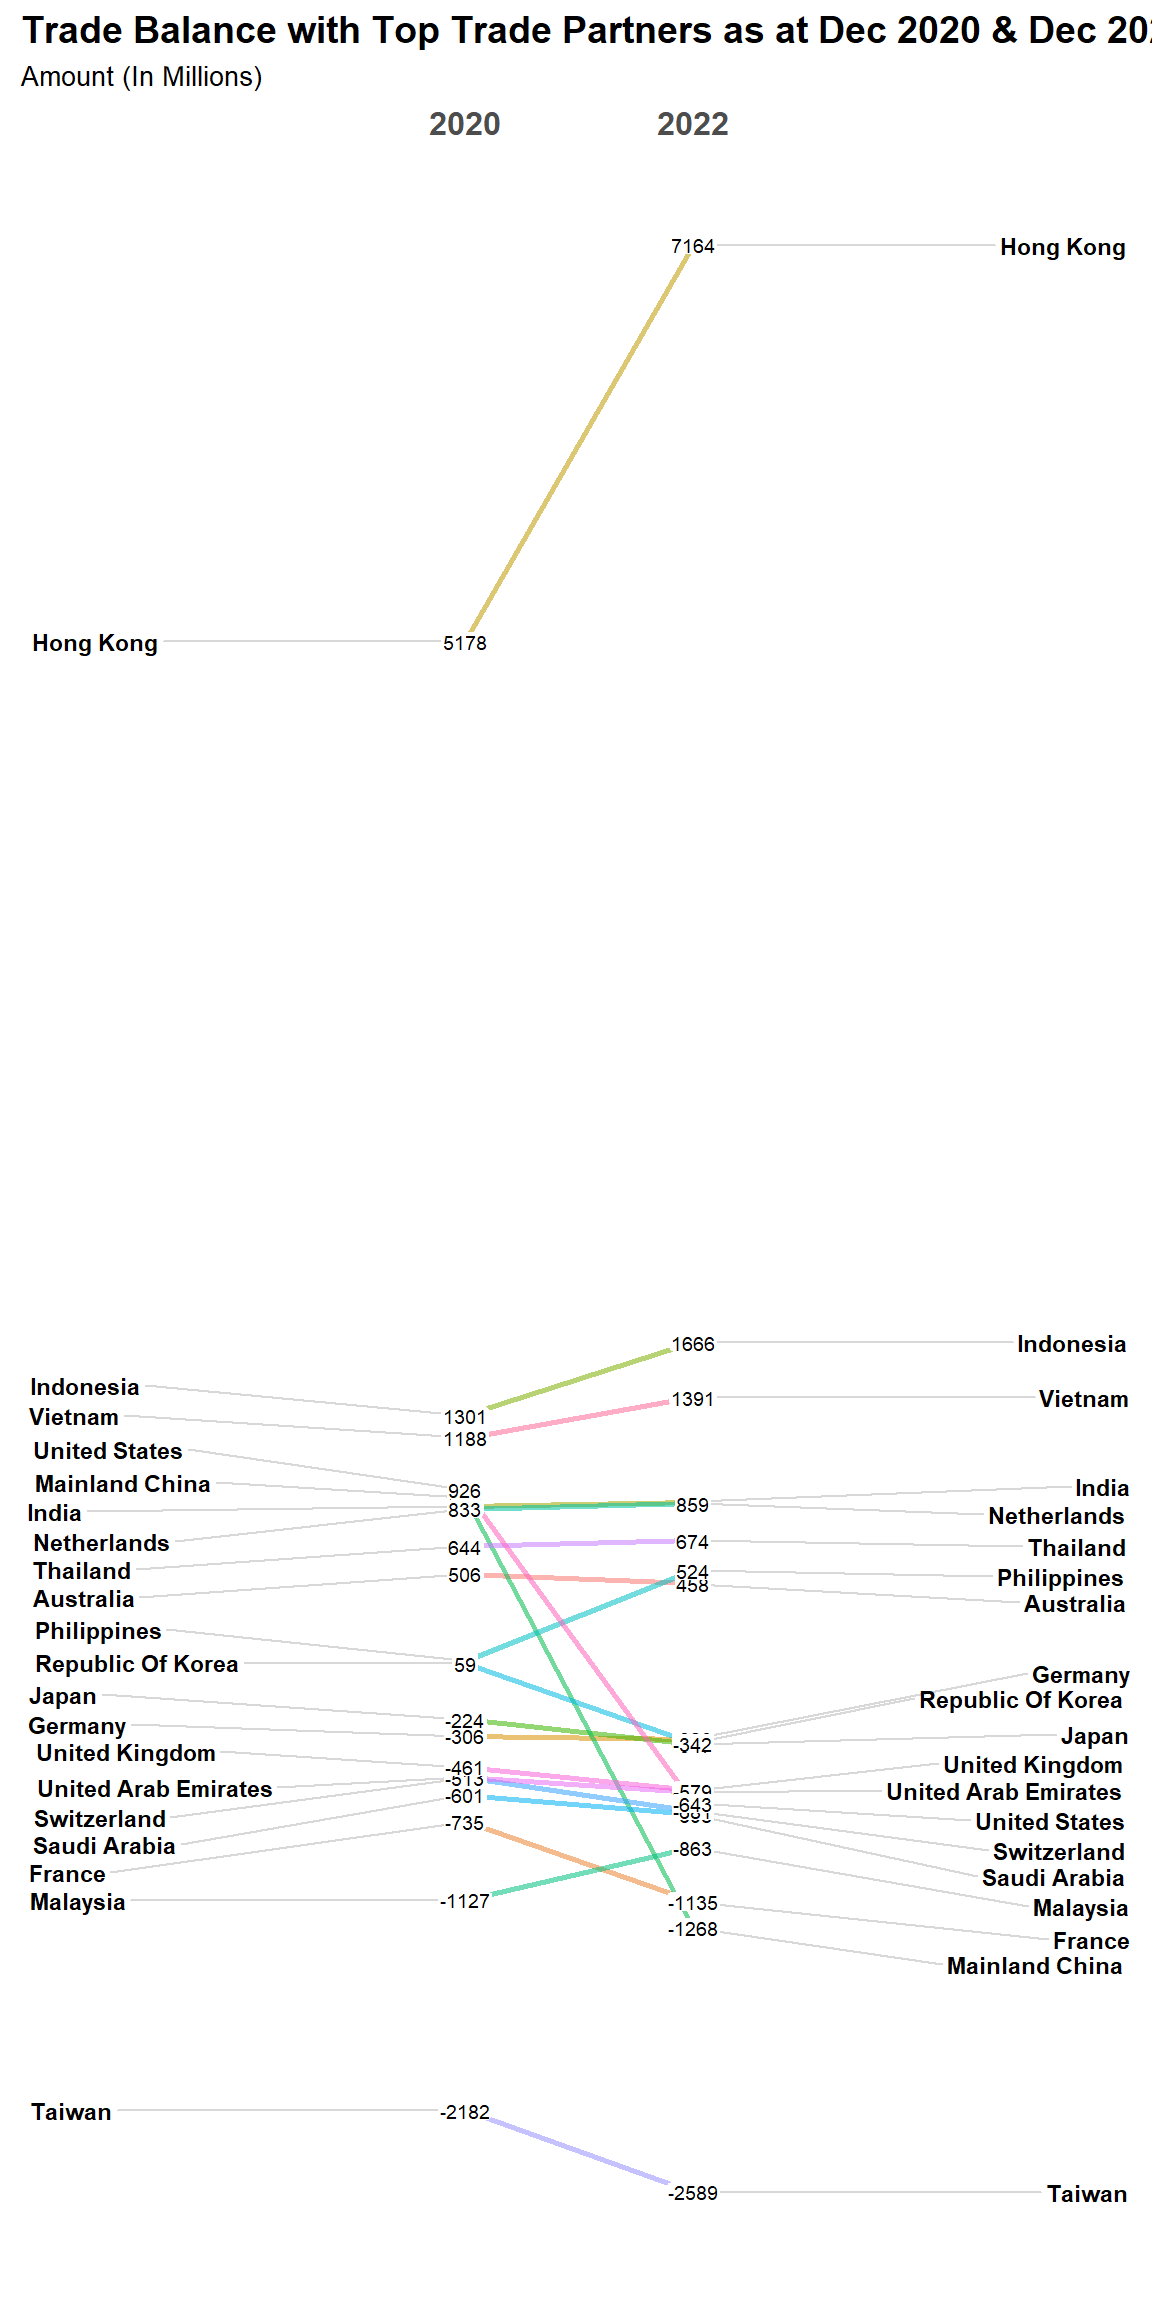 Trade Balance with Top Trade Partners as at Dec 2020 & Dec
Amount (In Millions)
2020 2022
7164 Hong Kong
Hong Kong 5178
1666 Indonesia
Indonesia 1301
1391 Vietnam
Vietnam 1188
United States 926
Mainland China
India 833
Netherlands
Thailand 644
Australia 506
859 India
Netherlands
674 Thailand
524 Philippines
458 Australia
Philippines
Republic Of Korea 59
Japan -224
Germany -306
United Kingdom -461
United Arab Emirates -513
Switzerland
Saudi Arabia -601
France -735
Malaysia -1127
Germany
Republic Of Korea
-342 Japan
-579 United Kingdom
United Arab Emirates
-643 United States
Switzerland
Saudi Arabia
-863 Malaysia
-1135 France
-1268 Mainland China
Taiwan -2182
-2589 Taiwan